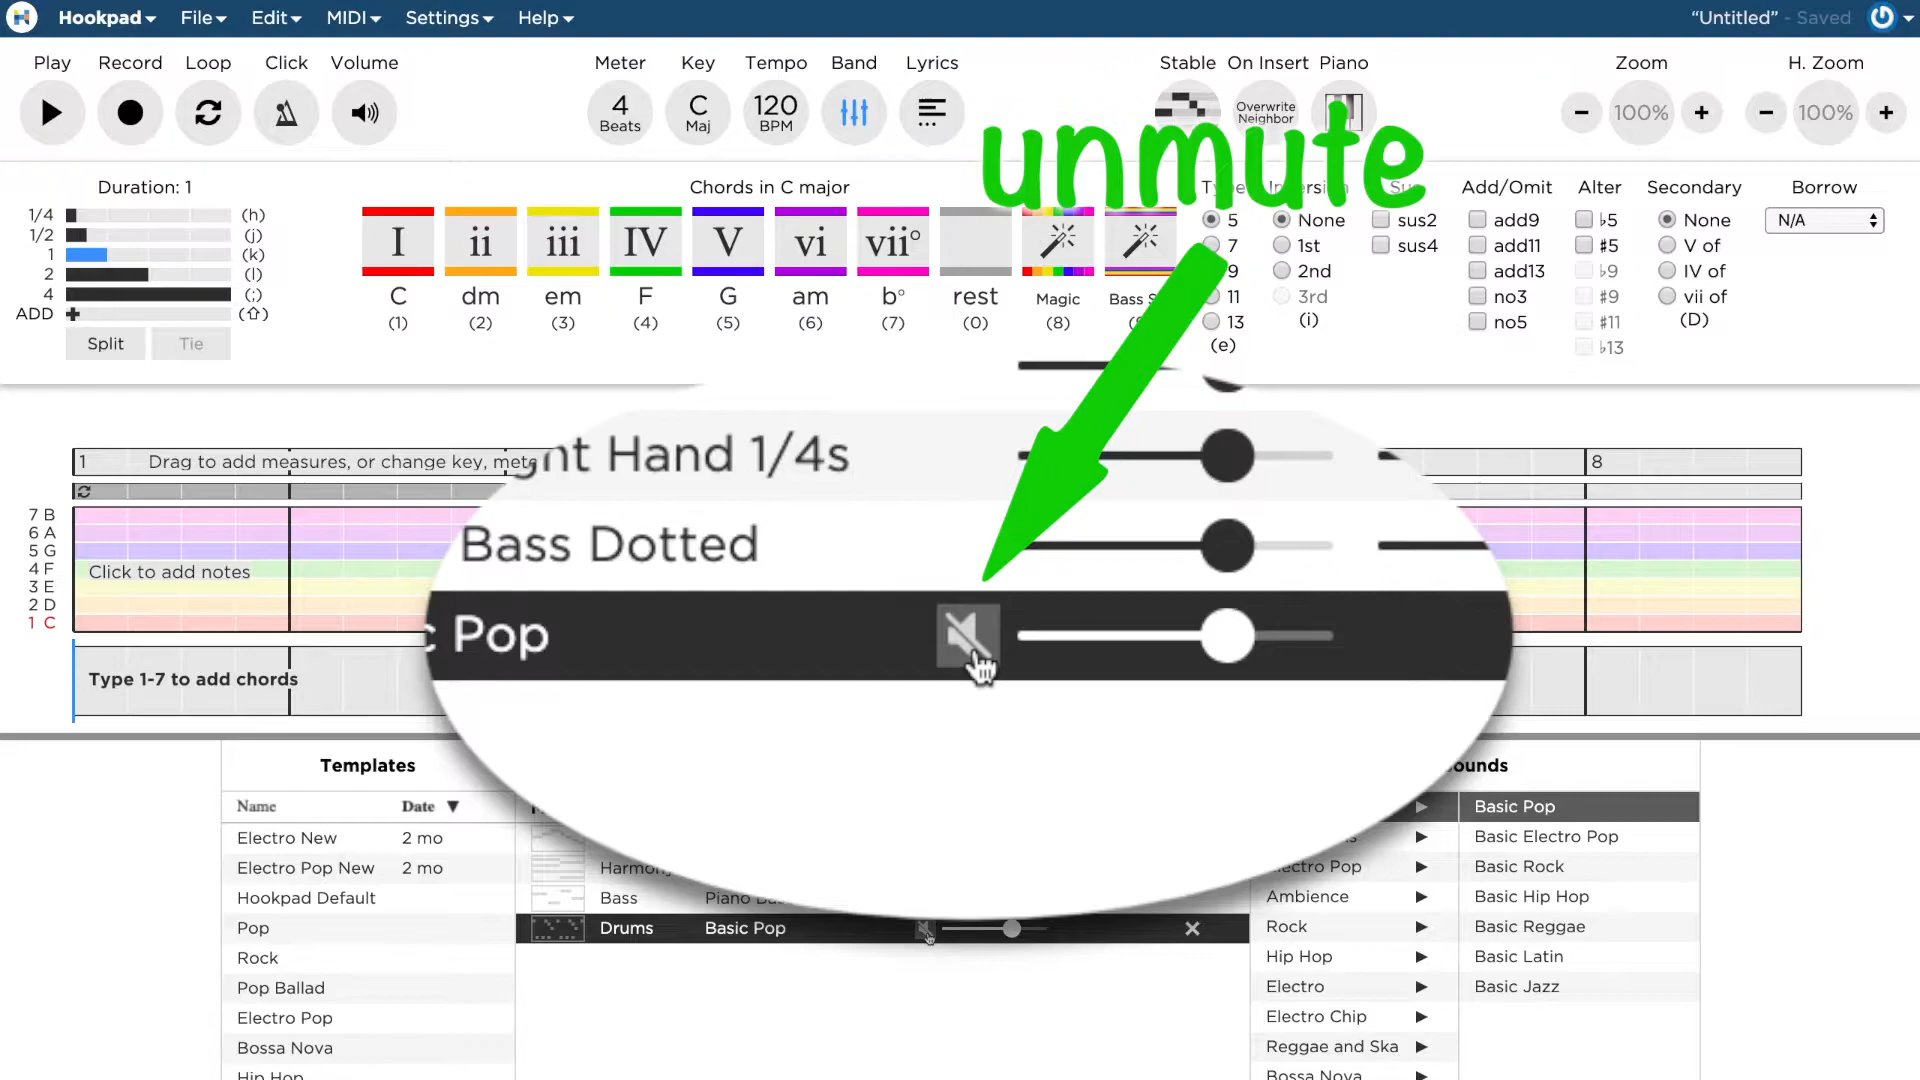 Hookpad File Edit MIDI Settings Help "Untitled" - Saved
Play Record Loop Click Volume Meter Key Tempo Band Lyrics Stable On Insert Piano Zoom H. Zoom
4 Beats C Maj 120 BPM Overwrite Neighbor - 100% + - 100% +
unmute
Duration: 1 Chords in C major Add/Omit Alter Secondary Borrow
1/4 (h)
1/2 (j)
1 (k)
2 (l)
4 (;)
ADD (⇧)
Split Tie
I ii iii IV V vi vii°
C dm em F G am b° rest Magic Bass
(1) (2) (3) (4) (5) (6) (7) (0) (8)
5 None sus2 add9 ♭5 None N/A
7 1st sus4 add11 #5 V of
9 2nd add13 ♭9 IV of
11 3rd no3 #9 vii of
13 (i) no5 #11 (D)
(e) ♭13
Hand 1/4s
Bass Dotted
Pop
1 Drag to add measures, or change key, 8
7 B
6 A
5 G
4 F
3 E
2 D
1 C
Click to add notes
Type 1-7 to add chords
Templates
Name Date ▼
Electro New 2 mo
Electro Pop New 2 mo
Hookpad Default
Pop
Rock
Pop Ballad
Electro Pop
Bossa Nova
Hip Hop
Bass Piano
Drums Basic Pop
Pop
Ambience
Rock
Hip Hop
Electro
Electro Chip
Reggae and Ska
Bossa Nova
Basic Pop
Basic Electro Pop
Basic Rock
Basic Hip Hop
Basic Reggae
Basic Latin
Basic Jazz